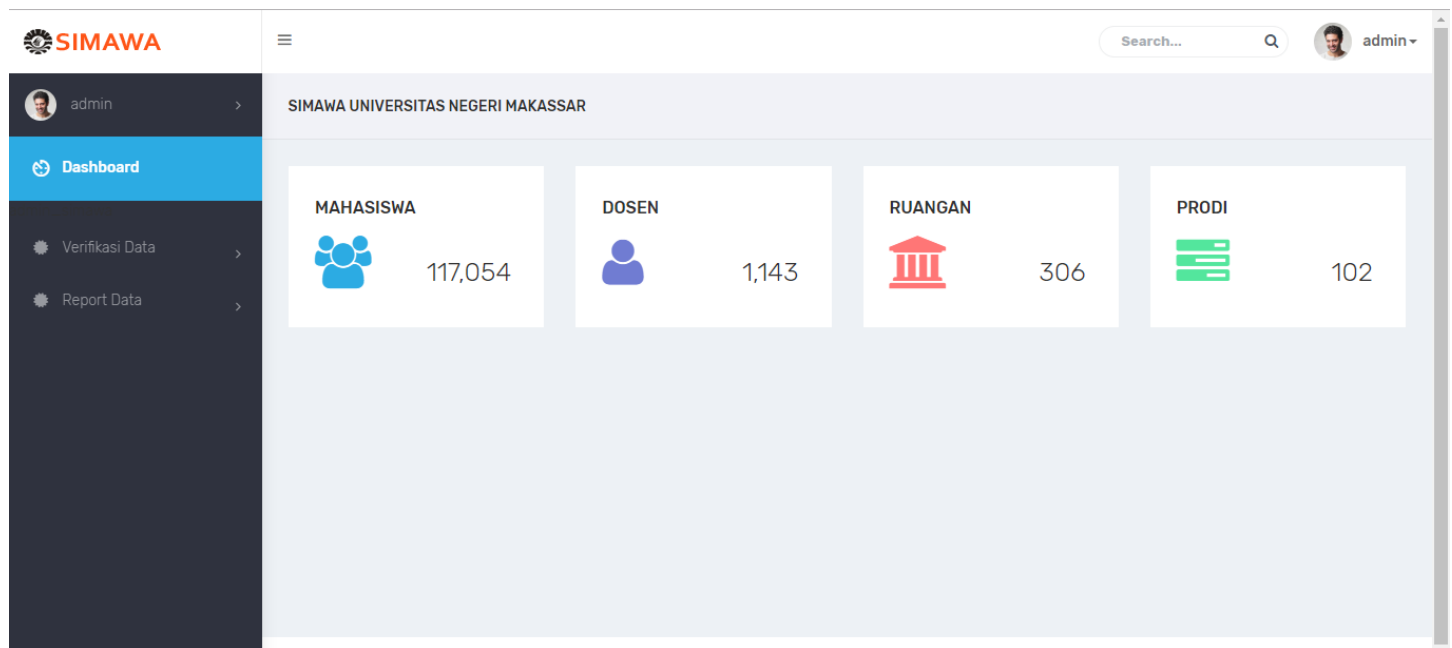 SIMAWA
Search...
admin
admin
SIMAWA UNIVERSITAS NEGERI MAKASSAR
Dashboard
Verifikasi Data
Report Data
MAHASISWA
117,054
DOSEN
1,143
RUANGAN
306
PRODI
102